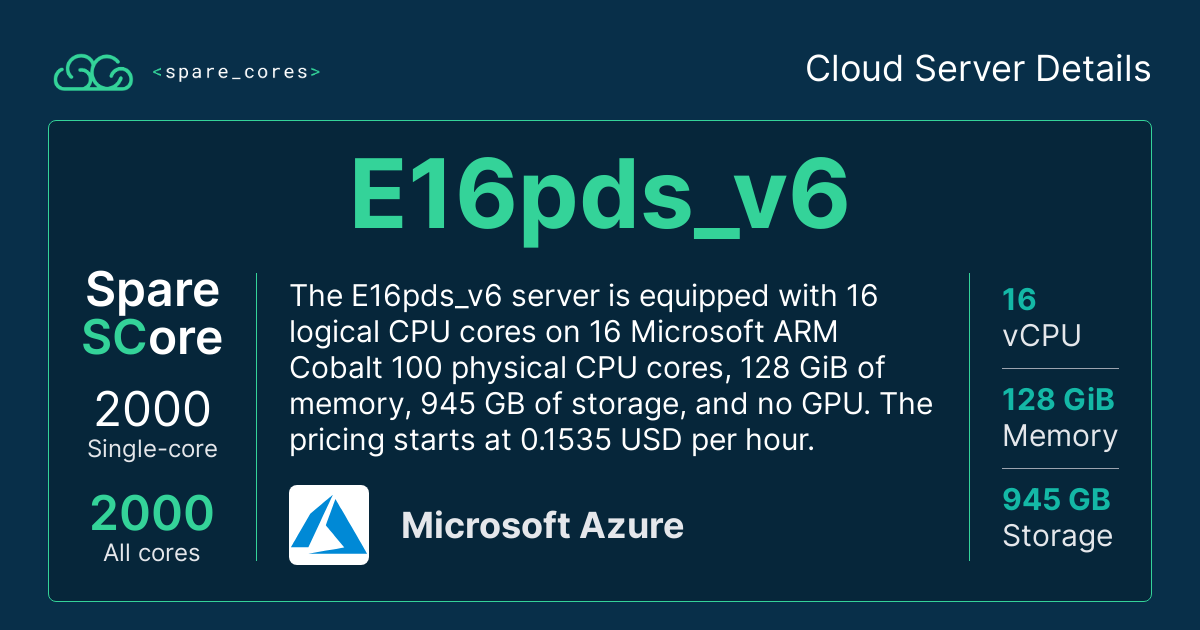 <spare_cores>
Cloud Server Details
E16pds_v6
Spare
SCore
2000
Single-core
2000
All cores
The E16pds_v6 server is equipped with 16
logical CPU cores on 16 Microsoft ARM
Cobalt 100 physical CPU cores, 128 GiB of
memory, 945 GB of storage, and no GPU. The
pricing starts at 0.1535 USD per hour.
Microsoft Azure
16
vCPU
128 GiB
Memory
945 GB
Storage